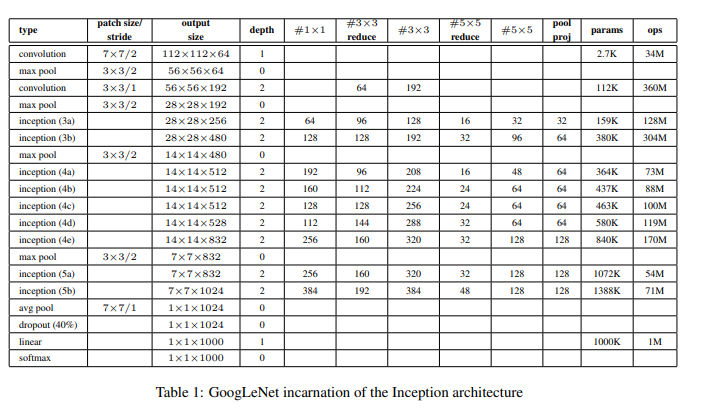 type patch size/ stride output size depth #1×1 #3×3 reduce #3×3 #5×5 reduce #5×5 pool proj params ops
convolution 7×7/2 112×112×64 1 2.7K 34M
max pool 3×3/2 56×56×64 0
convolution 3×3/1 56×56×192 2 64 192 112K 360M
max pool 3×3/2 28×28×192 0
inception (3a) 28×28×256 2 64 96 128 16 32 32 159K 128M
inception (3b) 28×28×480 2 128 128 192 32 96 64 380K 304M
max pool 3×3/2 14×14×480 0
inception (4a) 14×14×512 2 192 96 208 16 48 64 364K 73M
inception (4b) 14×14×512 2 160 112 224 24 64 64 437K 88M
inception (4c) 14×14×512 2 128 128 256 24 64 64 463K 100M
inception (4d) 14×14×528 2 112 144 288 32 64 64 580K 119M
inception (4e) 14×14×832 2 256 160 320 32 128 128 840K 170M
max pool 3×3/2 7×7×832 0
inception (5a) 7×7×832 2 256 160 320 32 128 128 1072K 54M
inception (5b) 7×7×1024 2 384 192 384 48 128 128 1388K 71M
avg pool 7×7/1 1×1×1024 0
dropout (40%) 1×1×1024 0
linear 1×1×1000 1 1000K 1M
softmax 1×1×1000 0
Table 1: GoogLeNet incarnation of the Inception architecture